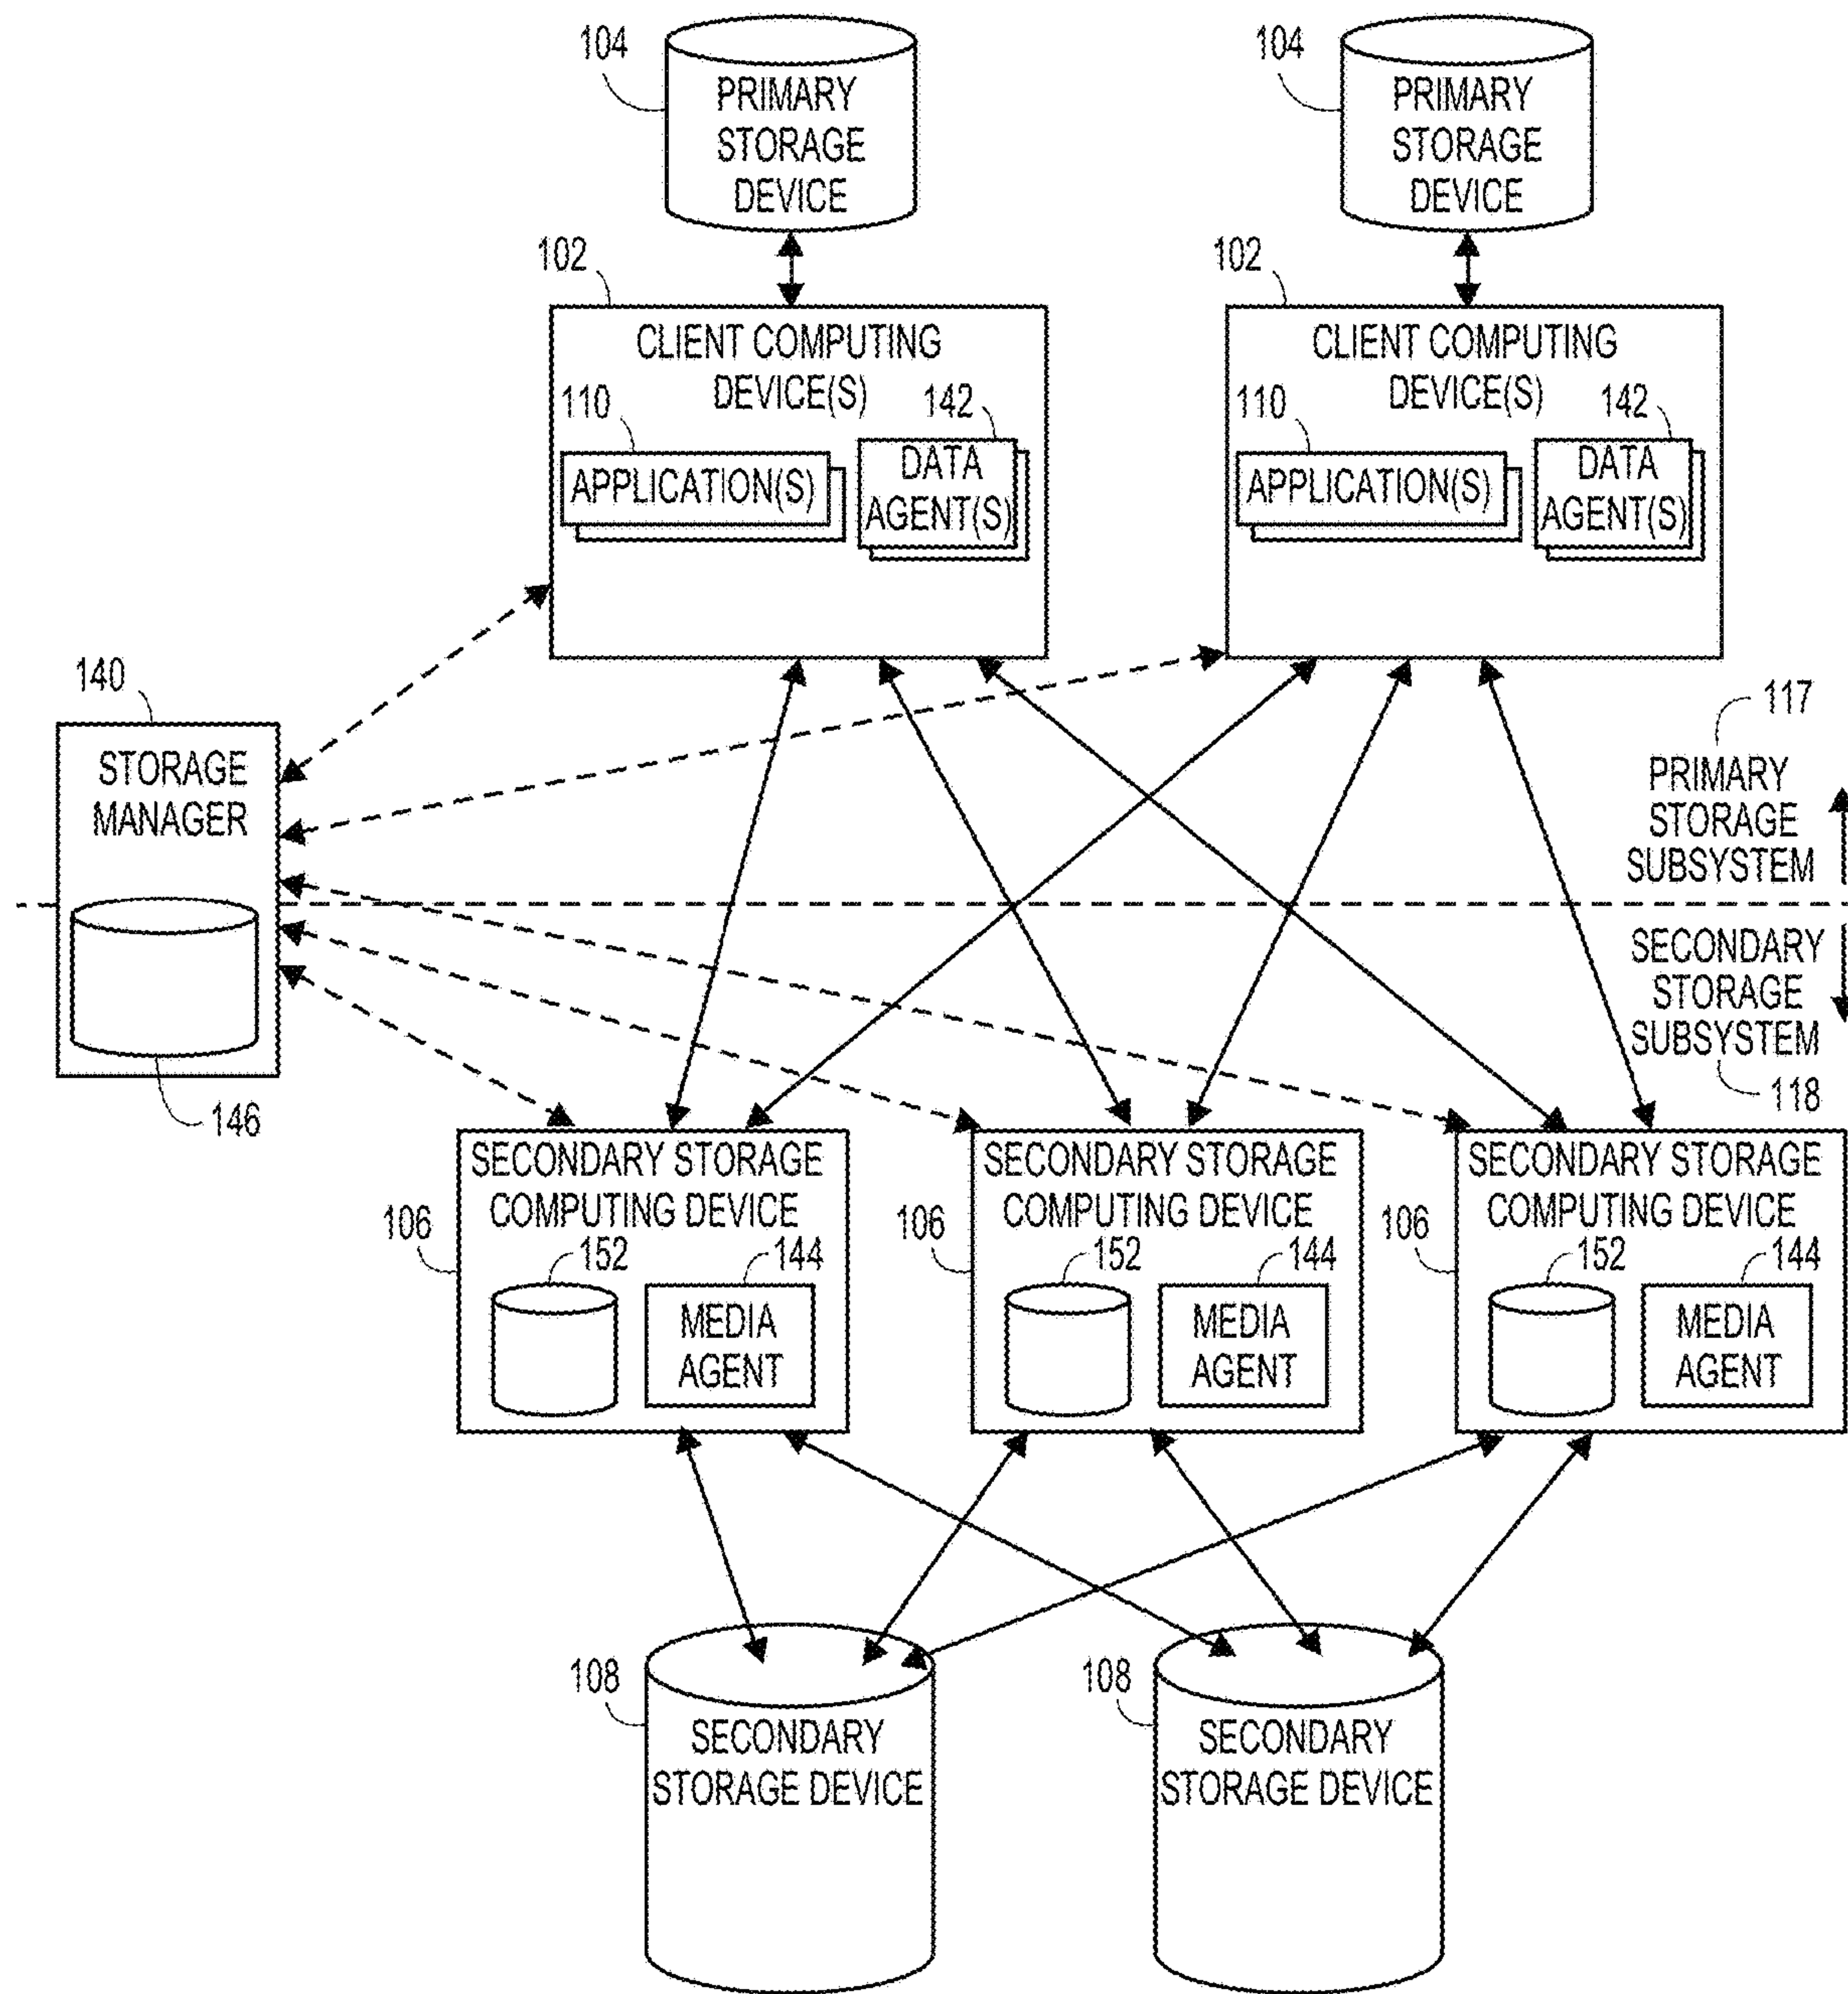 104
PRIMARY
STORAGE
DEVICE
104
PRIMARY
STORAGE
DEVICE
102
CLIENT COMPUTING
DEVICE(S)
110
142
APPLICATION(S)
DATA
AGENT(S)
102
CLIENT COMPUTING
DEVICE(S)
110
142
APPLICATION(S)
DATA
AGENT(S)
140
STORAGE
MANAGER
146
117
PRIMARY
STORAGE
SUBSYSTEM
SECONDARY
STORAGE
SUBSYSTEM
118
SECONDARY STORAGE
COMPUTING DEVICE
106
152
144
MEDIA
AGENT
SECONDARY STORAGE
COMPUTING DEVICE
106
152
144
MEDIA
AGENT
SECONDARY STORAGE
COMPUTING DEVICE
106
152
144
MEDIA
AGENT
108
SECONDARY
STORAGE DEVICE
108
SECONDARY
STORAGE DEVICE